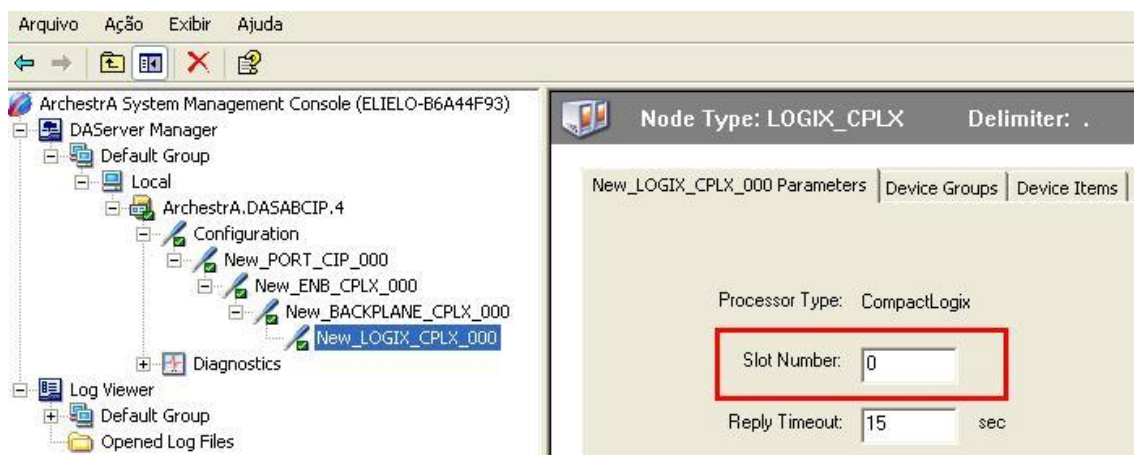 Arquivo Ação Exibir Ajuda
ArchestrA System Management Console (ELIELO-B6A44F93)
DAServer Manager
Default Group
Local
ArchestrA.DASABCIP.4
Configuration
New_PORT_CIP_000
New_ENB_CPLX_000
New_BACKPLANE_CPLX_000
New_LOGIX_CPLX_000
Diagnostics
Log Viewer
Default Group
Opened Log Files
Node Type: LOGIX_CPLX Delimiter: .
New_LOGIX_CPLX_000 Parameters Device Groups Device Items
Processor Type: CompactLogix
Slot Number: 0
Reply Timeout: 15 sec